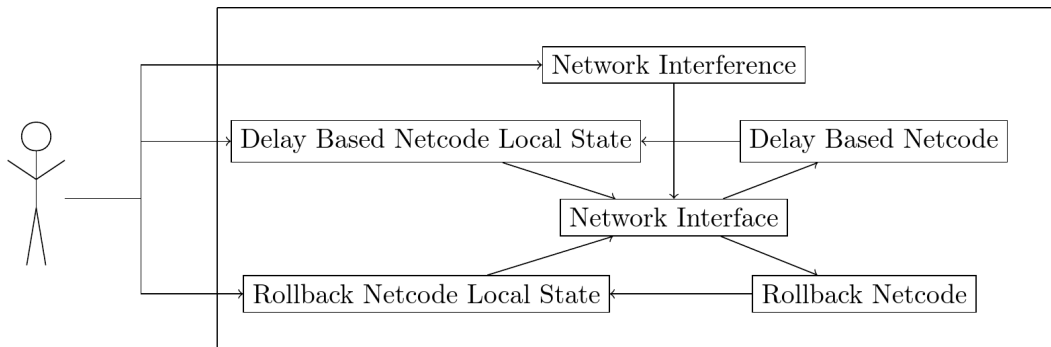 Network Interference
Delay Based Netcode Local State
Delay Based Netcode
Network Interface
Rollback Netcode Local State
Rollback Netcode